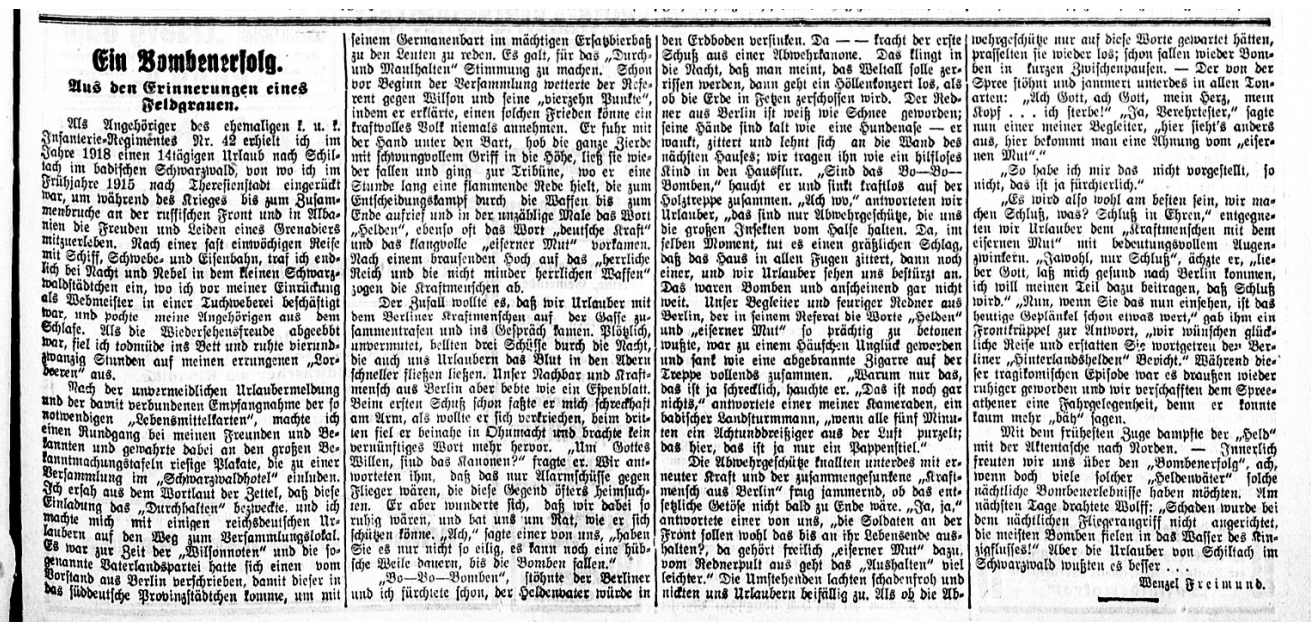 Ein Bombenerfolg.
Aus den Erinnerungen eines
Feldgrauen.
Als Angehöriger des ehemaligen k. u. k.
Infanterie-Regimentes Nr. 42 erhielt ich im
Jahre 1918 einen 14tägigen Urlaub nach Schil-
tach im badischen Schwarzwald, von wo ich im
Frühjahre 1915 nach Theresienstadt eingerückt
war, um während des Krieges bis zum Zusam-
menbruche an der russischen Front und in Alba-
nien die Freuden und Leiden eines Grenadiers
mitzuerleben. Nach einer fast einwöchigen Reise
mit Schiff, Schwebe- und Eisenbahn, traf ich end-
lich bei Nacht und Nebel in dem kleinen Schwarz-
waldstädtchen ein, wo ich vor meiner Einrückung
als Webmeister in einer Tuchweberei beschäftigt
war, und pochte meine Angehörigen aus dem
Schlafe. Als die Wiedersehensfreude abgeebbt
war, fiel ich todmüde ins Bett und ruhte vierund-
zwanzig Stunden auf meinen errungenen „Lor-
beeren“ aus.
Nach der unvermeidlichen Urlaubermeldung
und der damit verbundenen Empfangnahme der so
notwendigen „Lebensmittelkarten“, machte ich
einen Rundgang bei meinen Freunden und Be-
kannten und gewahrte dabei an den großen Be-
kanntmachungstafeln riesige Plakate, die zu einer
Versammlung im „Schwarzwaldhotel“ einluden.
Ich ersah aus dem Wortlaut der Zettel, daß diese
Einladung das „Durchhalten“ bezweckte, und ich
machte mich mit einigen reichsdeutschen Ur-
laubern auf den Weg zum Versammlungslokal.
Es war zur Zeit der „Wilsonnoten“ und die so-
genannte Vaterlandspartei hatte sich einen vom
Vorstand aus Berlin verschrieben, damit dieser in
das süddeutsche Provinzstädtchen komme, um mit
seinem Germanenbart im mächtigen Ersatzbierbaß
zu den Leuten zu reden. Es galt, für das „Durch-
und Maulhalten“ Stimmung zu machen. Schon
vor Beginn der Versammlung wetterte der Refe-
rent gegen Wilson und seine „vierzehn Punkte“,
indem er erklärte, einen solchen Frieden könne ein
kraftvolles Volk niemals annehmen. Er fuhr mit
der Hand unter den Bart, hob die ganze Zierde
mit schwungvollem Griff in die Höhe, ließ sie wie-
der fallen und ging zur Tribüne, wo er eine
Stunde lang eine flammende Rede hielt, die zum
Entscheidungskampf durch die Waffen bis zum
Ende aufrief und in der unzählige Male das Wort
„Helden“, ebenso oft das Wort „deutsche Kraft“
und das klangvolle „eiserner Mut“ vorkamen.
Nach einem brausenden Hoch auf das „herrliche
Reich und die nicht minder herrlichen Waffen“
zogen die Kraftmenschen ab.
Der Zufall wollte es, daß wir Urlauber mit
dem Berliner Kraftmenschen auf der Gasse zu-
sammentrafen und ins Gespräch kamen. Plötzlich,
unvermutet, bellten drei Schüsse durch die Nacht,
die auch uns Urlaubern das Blut in den Adern
schneller fließen ließen. Unser Nachbar und Kraft-
mensch aus Berlin aber bebte wie ein Espenblatt.
Beim ersten Schuß schon faßte er mich schreckhaft
am Arm, als wollte er sich verkriechen, beim drit-
ten fiel er beinahe in Ohnmacht und brachte kein
vernünftiges Wort mehr hervor. „Um Gottes
Willen, sind das Kanonen?“ fragte er. Wir ant-
worteten ihm, daß das nur Alarmschüsse gegen
Flieger wären, die diese Gegend öfters heimsuch-
ten. Er aber wunderte sich, daß wir dabei so
ruhig wären, und bat uns um Rat, wie er sich
schützen könne. „Ach,“ sagte einer von uns, „haben
Sie es nur nicht so eilig, es kann noch eine hüb-
sche Weile dauern, bis die Bomben fallen.“
„Bo—Bo—Bomben“, stöhnte der Berliner
und ich fürchtete schon, der Heldenvater würde in
den Erdboden versinken. Da — — kracht der erste
Schuß aus einer Abwehrkanone. Das klingt in
die Nacht, daß man meint, das Weltall solle zer-
rissen werden, dann geht ein Höllenkonzert los, als
ob die Erde in Fetzen zerschossen wird. Der Red-
ner aus Berlin ist weiß wie Schnee geworden;
seine Hände sind kalt wie eine Hundenase — er
wankt, zittert und lehnt sich an die Wand des
nächsten Hauses; wir tragen ihn wie ein hilfloses
Kind in den Hausflur. „Sind das Bo—Bo—
Bomben,“ haucht er und sinkt kraftlos auf der
Holztreppe zusammen. „Ach wo,“ antworteten wir
Urlauber, „das sind nur Abwehrgeschütze, die uns
die großen Insekten vom Halse halten. Da, im
selben Moment, tut es einen gräßlichen Schlag,
daß das Haus in allen Fugen zittert, dann noch
einer, und wir Urlauber sehen uns bestürzt an.
Das waren Bomben und anscheinend gar nicht
weit. Unser Begleiter und feuriger Redner aus
Berlin, der in seinem Referat die Worte „Helden“
und „eiserner Mut“ so prächtig zu betonen
wußte, war zu einem Häuschen Unglück geworden
und sank wie eine abgebrannte Zigarre auf der
Treppe vollends zusammen. „Warum nur das,
das ist ja schrecklich, hauchte er. „Das ist noch gar
nichts,“ antwortete einer meiner Kameraden, ein
badischer Landsturmmann, „wenn alle fünf Minu-
ten ein Achtunddreißiger aus der Luft purzelt;
das hier, das ist ja nur ein Pappenstiel.“
Die Abwehrgeschütze knallten unterdes mit er-
neuter Kraft und der zusammengesunkene „Kraft-
mensch aus Berlin“ frug jammernd, ob das ent-
setzliche Getöse nicht bald zu Ende wäre. „Ja, ja,“
antwortete einer von uns, „die Soldaten an der
Front sollen wohl das bis an ihr Lebensende aus-
halten?, da gehört freilich „eiserner Mut“ dazu,
vom Rednerpult aus geht das „Aushalten“ viel
leichter.“ Die Umstehenden lachten schadenfroh und
nickten uns Urlaubern beifällig zu. Als ob die Ab-
wehrgeschütze nur auf diese Worte gewartet hätten,
prasselten sie wieder los; schon fallen wieder Bom-
ben in kurzen Zwischenpausen. — Der von der
Spree stöhnt und jammert unterdes in allen Ton-
arten: „Ach Gott, ach Gott, mein Herz, mein
Kopf . . . ich sterbe!“ „Ja, Verehrtester,“ sagte
nun einer meiner Begleiter, „hier sieht's anders
aus, hier bekommt man eine Ahnung vom „eiser-
nen Mut“.“
„So habe ich mir das nicht vorgestellt, so
nicht, das ist ja fürchterlich.“
„Es wird also wohl am besten sein, wir ma-
chen Schluß, was? Schluß in Ehren,“ entgegne-
ten wir Urlauber dem „Kraftmenschen mit dem
eisernen Mut“ mit bedeutungsvollem Augen-
zwinkern. „Jawohl, nur Schluß“, ächzte er, „lie-
ber Gott, laß mich gesund nach Berlin kommen,
ich will meinen Teil dazu beitragen, daß Schluß
wird.“ „Nun, wenn Sie das nun einsehen, ist das
heutige Geplänkel schon etwas wert,“ gab ihm ein
Frontkrüppel zur Antwort, „wir wünschen glück-
liche Reise und erstatten Sie wortgetreu den Ber-
liner „Hinterlandshelden“ Bericht.“ Während die-
ser tragikomischen Episode war es draußen wieder
ruhiger geworden und wir verschafften dem Spree-
athener eine Fahrgelegenheit, denn er konnte
kaum mehr „bäh“ sagen.
Mit dem frühesten Zuge dampfte der „Held“
mit der Aktentasche nach Norden. — Innerlich
freuten wir uns über den „Bombenerfolg“, ach,
wenn doch viele solcher „Heldenväter“ solche
nächtliche Bombenerlebnisse haben möchten. Am
nächsten Tage drahtete Wolff: „Schaden wurde bei
dem nächtlichen Fliegerangriff nicht angerichtet,
die meisten Bomben fielen in das Wasser des Kin-
zigflusses!“ Aber die Urlauber von Schiltach im
Schwarzwald wußten es besser . . .
Wenzel Freimund.